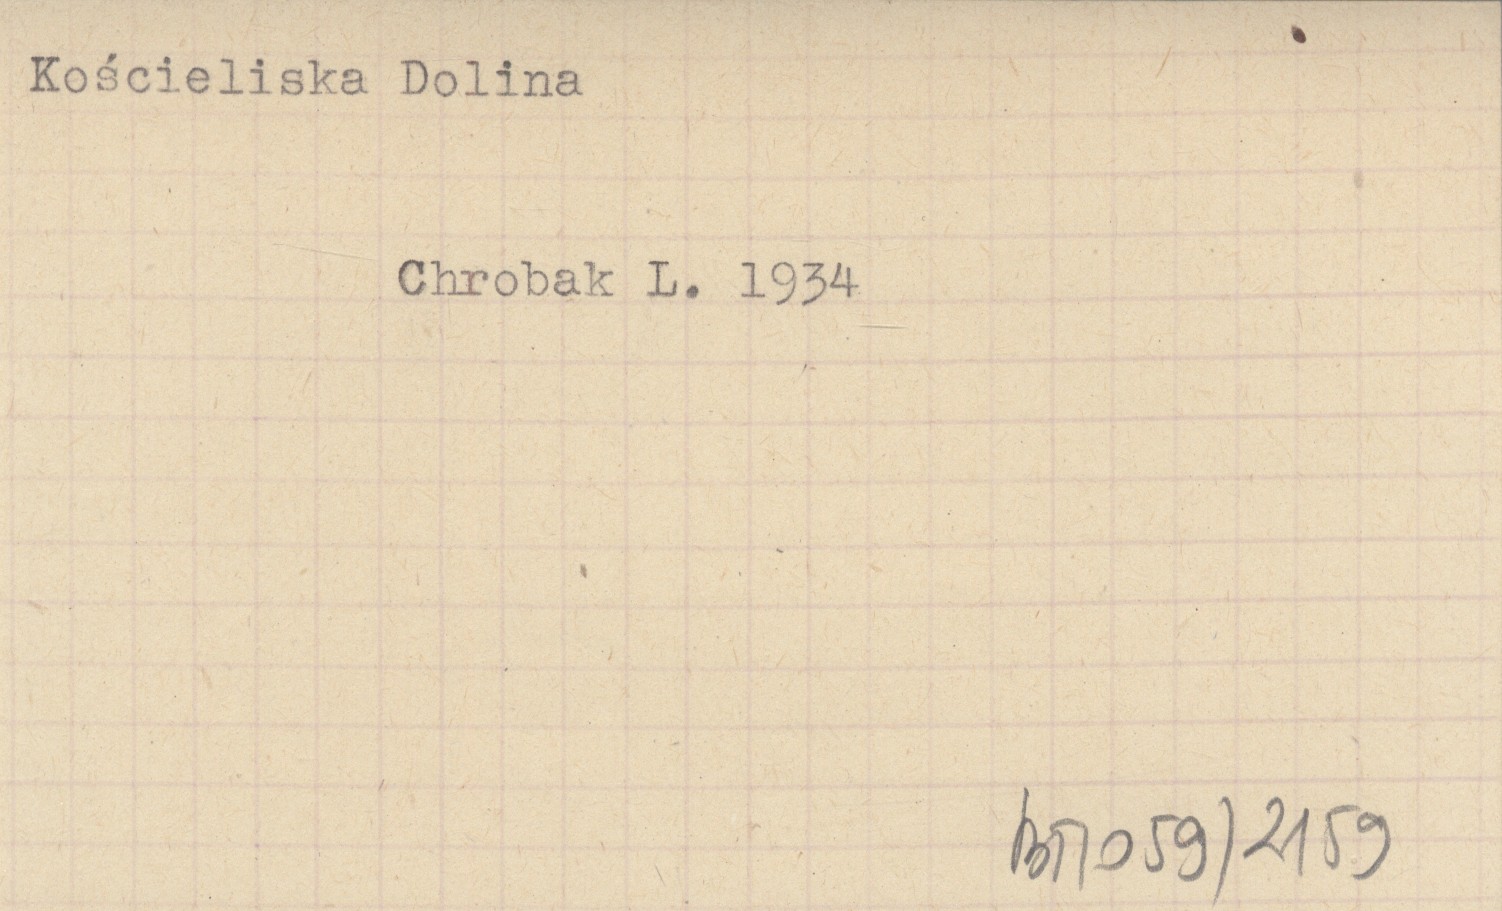 Kościeliska Dolina
Chrobak L. 1934